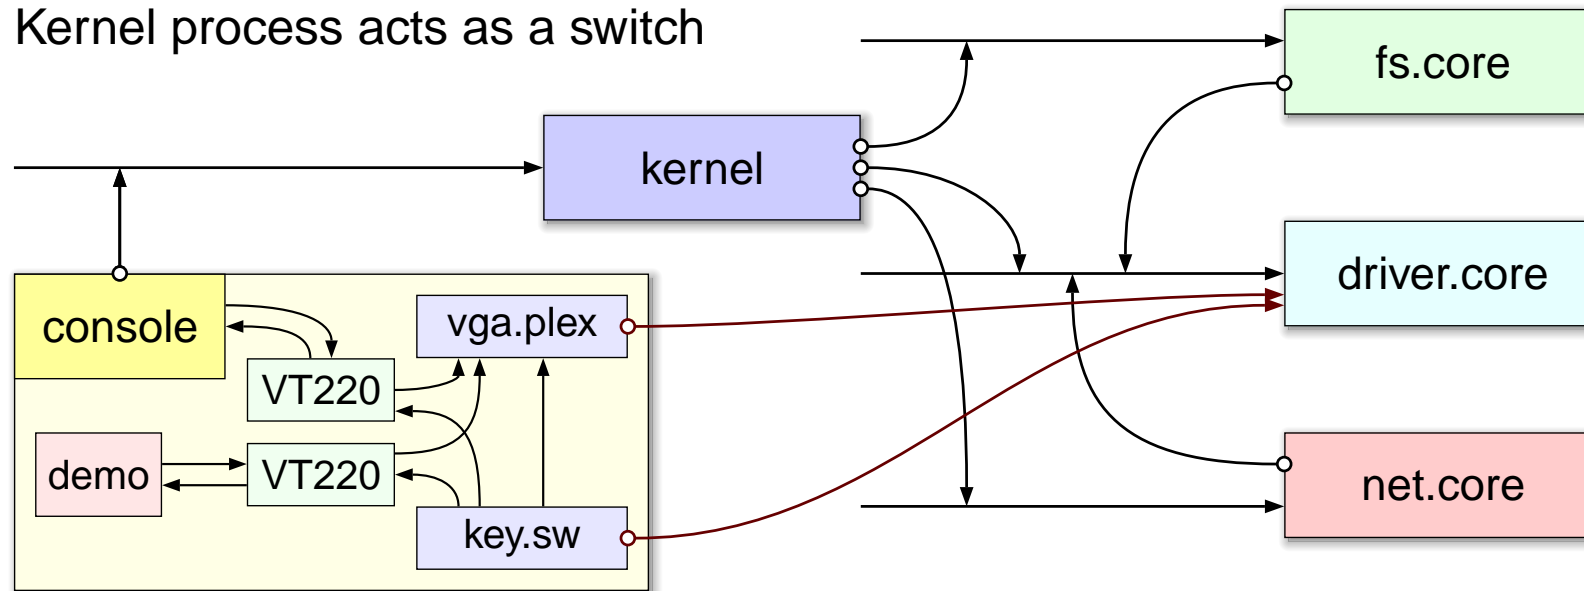 Kernel process acts as a switch
fs.core
kernel
driver.core
console
vga.plex
VT220
demo
VT220
net.core
key.sw